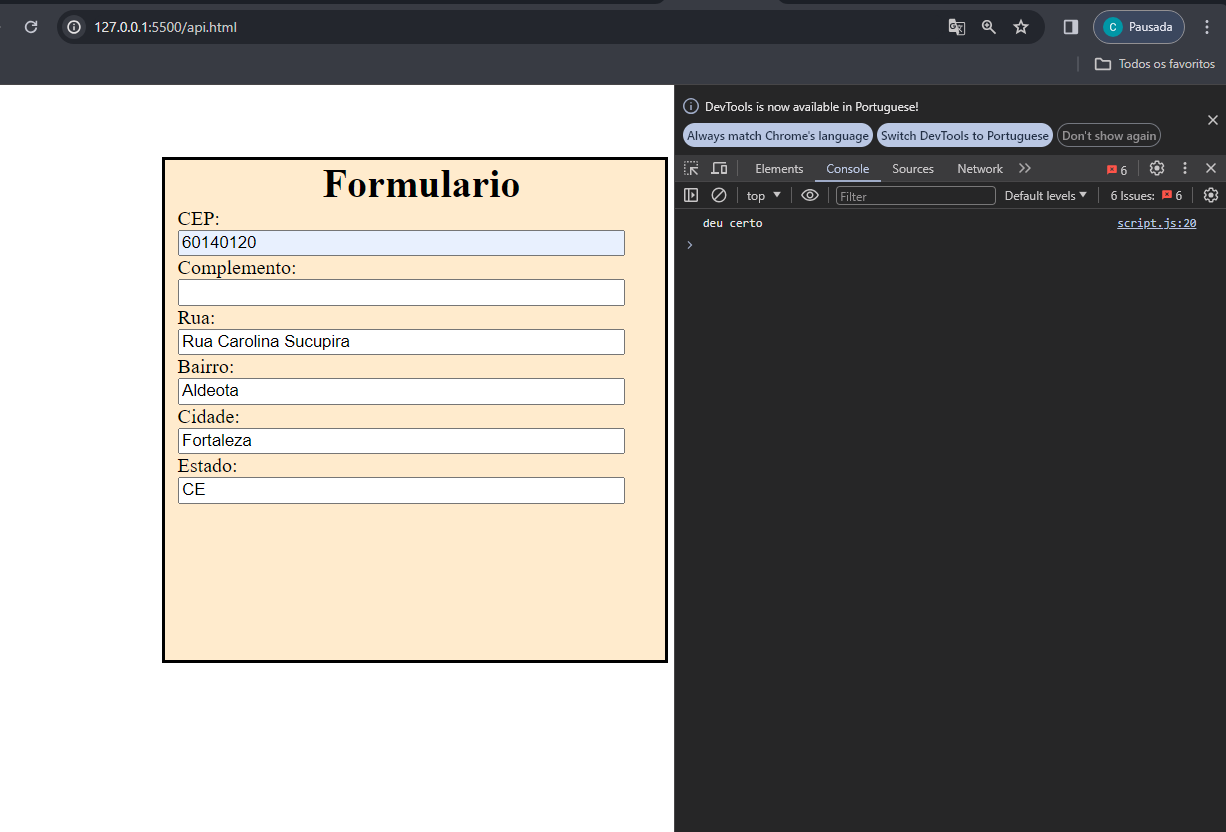 127.0.0.1:5500/api.html
C Pausada
Todos os favoritos
Formulario
CEP:
60140120
Complemento:
Rua:
Rua Carolina Sucupira
Bairro:
Aldeota
Cidade:
Fortaleza
Estado:
CE
DevTools is now available in Portuguese!
Always match Chrome's language Switch DevTools to Portuguese Don't show again
Elements Console Sources Network 6
top Filter Default levels 6 Issues: 6
deu certo script.js:20